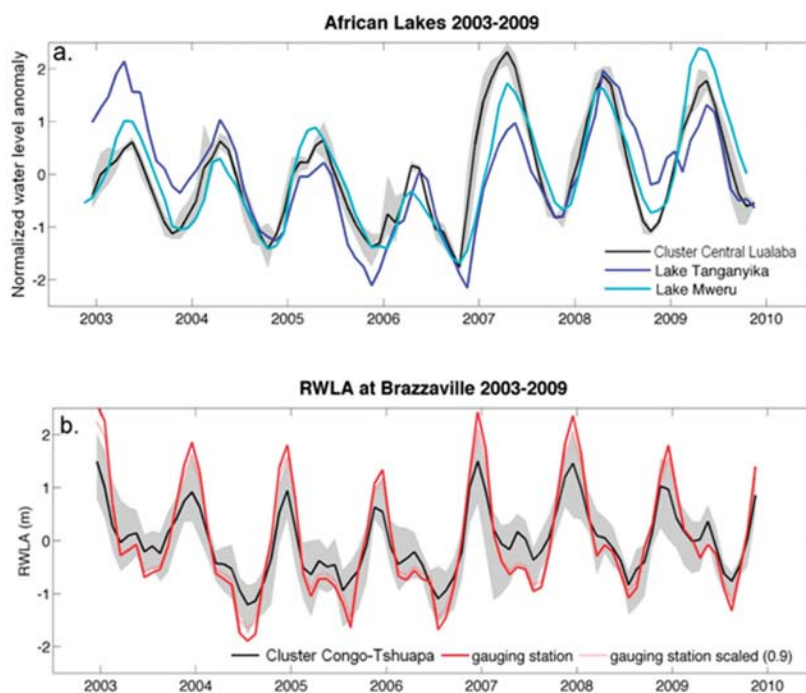 African Lakes 2003-2009
a.
Normalized water level anomaly
2
1
0
-1
-2
Cluster Central Lualaba
Lake Tanganyika
Lake Mweru
2003 2004 2005 2006 2007 2008 2009 2010
RWLA at Brazzaville 2003-2009
b.
RWLA (m)
2
1
0
-1
-2
Cluster Congo-Tshuapa gauging station gauging station scaled (0.9)
2003 2004 2005 2006 2007 2008 2009 2010